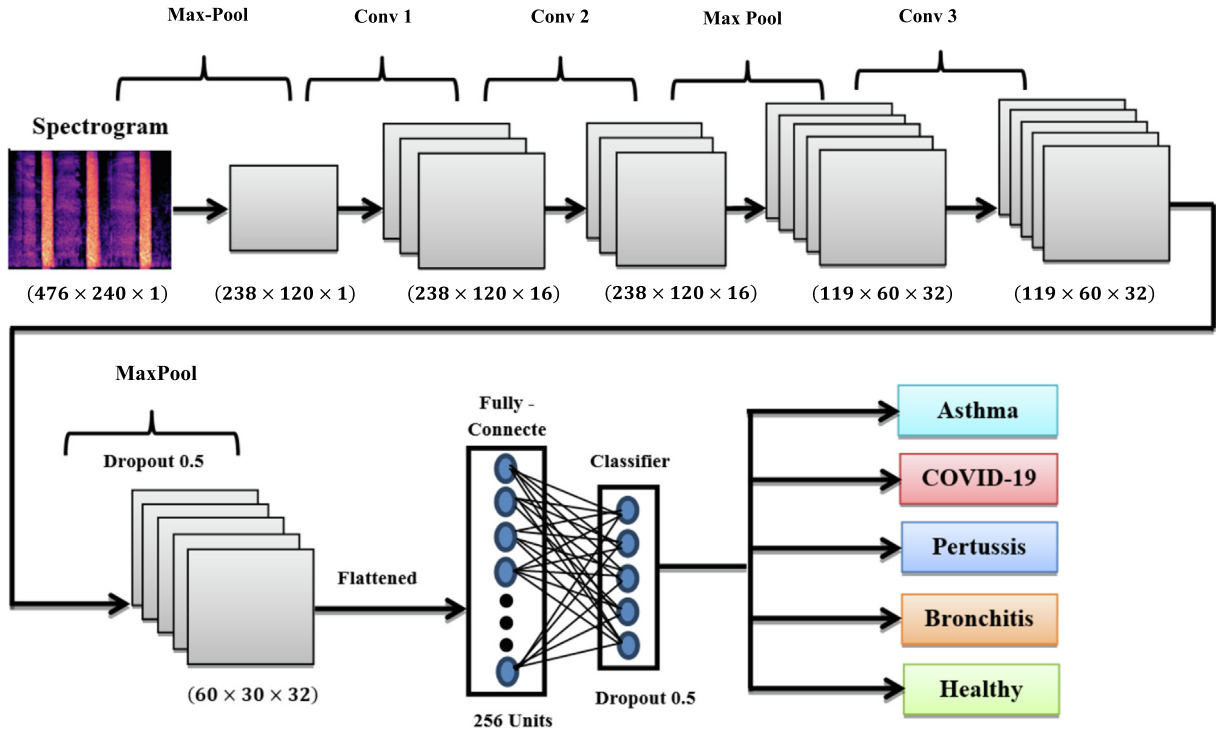 Max-Pool
Conv 1
Conv 2
Max Pool
Conv 3
Spectrogram
(476 × 240 × 1)
(238 × 120 × 1)
(238 × 120 × 16)
(238 × 120 × 16)
(119 × 60 × 32)
(119 × 60 × 32)
MaxPool
Dropout 0.5
(60 × 30 × 32)
Flattened
Fully -
Connecte
256 Units
Classifier
Dropout 0.5
Asthma
COVID-19
Pertussis
Bronchitis
Healthy